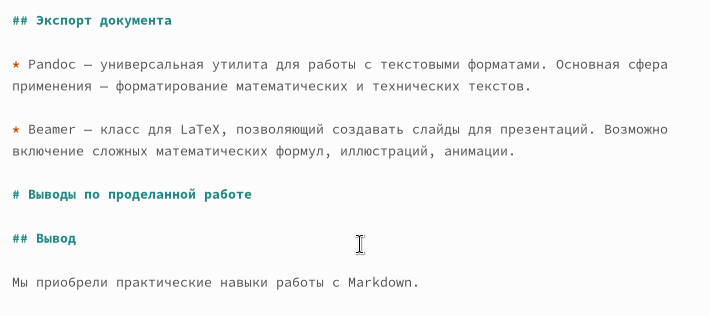 ## Экспорт документа
* Pandoc — универсальная утилита для работы с текстовыми форматами. Основная сфера
применения — форматирование математических и технических текстов.
* Beamer — класс для LaTeX, позволяющий создавать слайды для презентаций. Возможно
включение сложных математических формул, иллюстраций, анимации.
# Выводы по проделанной работе
## Вывод
Мы приобрели практические навыки работы с Markdown.